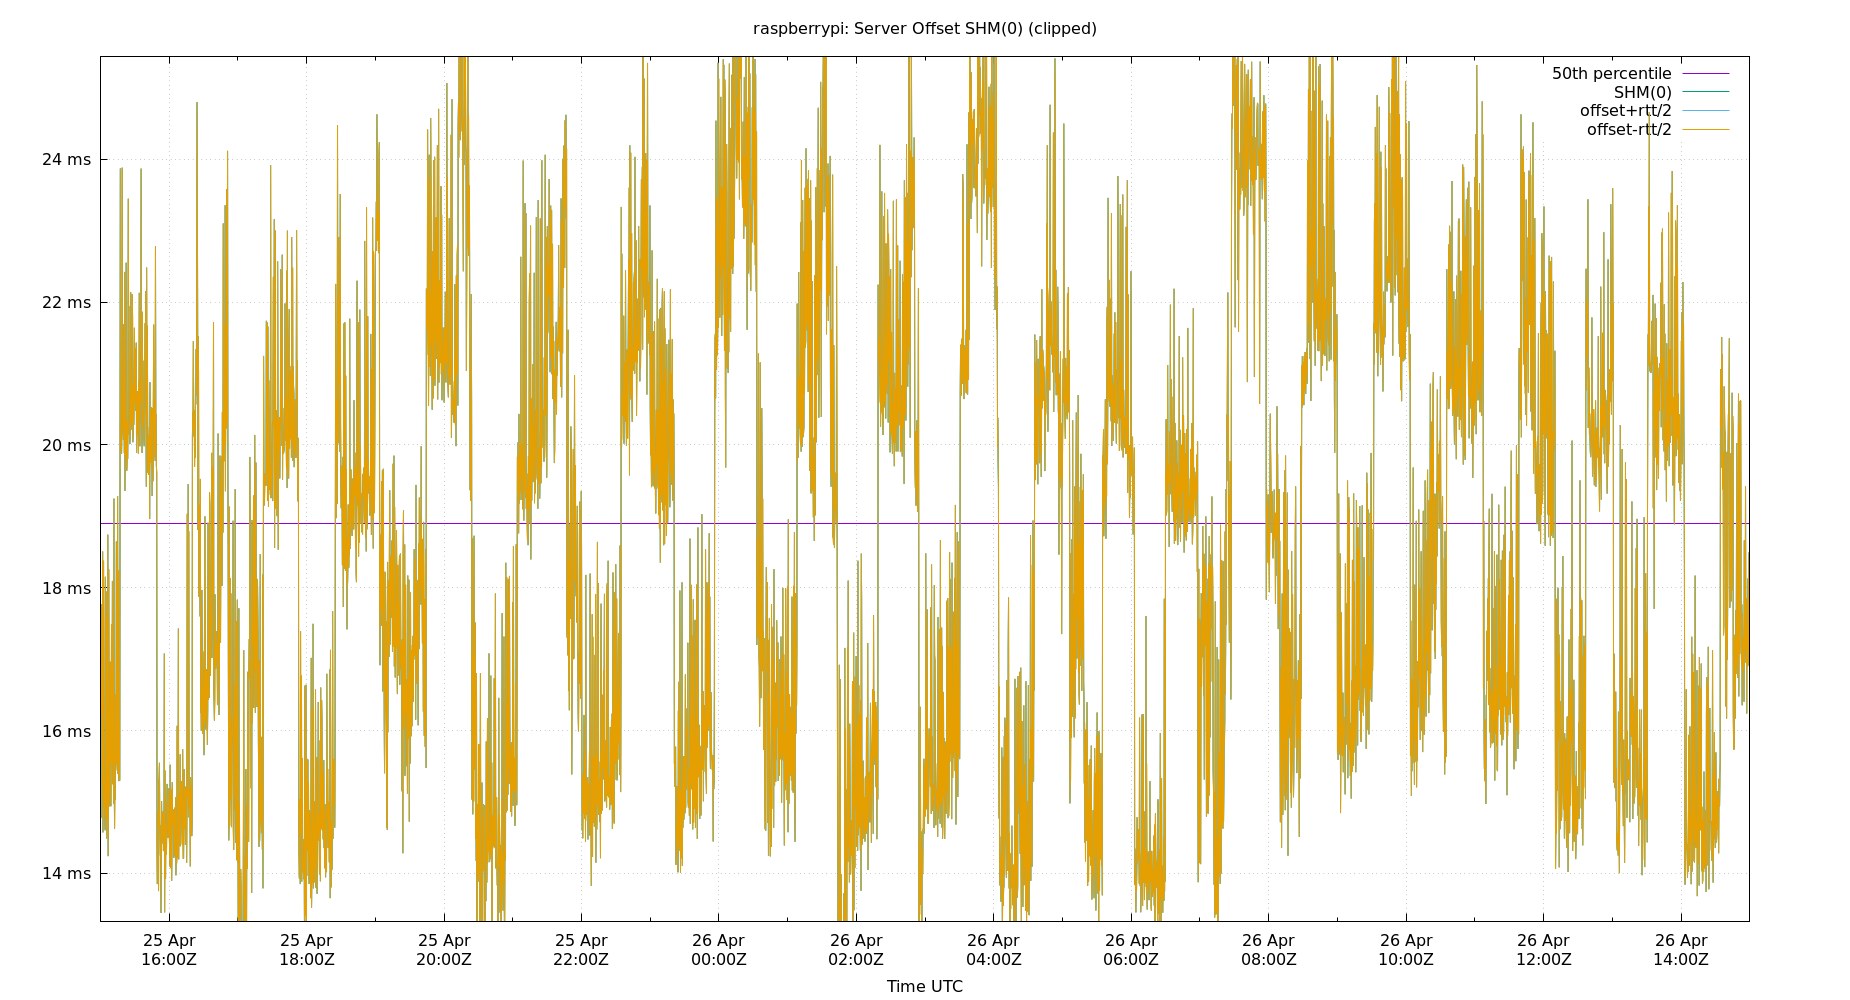 raspberrypi: Server Offset SHM(0) (clipped)
50th percentile
SHM(0)
offset+rtt/2
offset-rtt/2
24 ms
22 ms
20 ms
18 ms
16 ms
14 ms
25 Apr 25 Apr 25 Apr 25 Apr 26 Apr 26 Apr 26 Apr 26 Apr 26 Apr 26 Apr 26 Apr 26 Apr
16:00Z 18:00Z 20:00Z 22:00Z 00:00Z 02:00Z 04:00Z 06:00Z 08:00Z 10:00Z 12:00Z 14:00Z
Time UTC